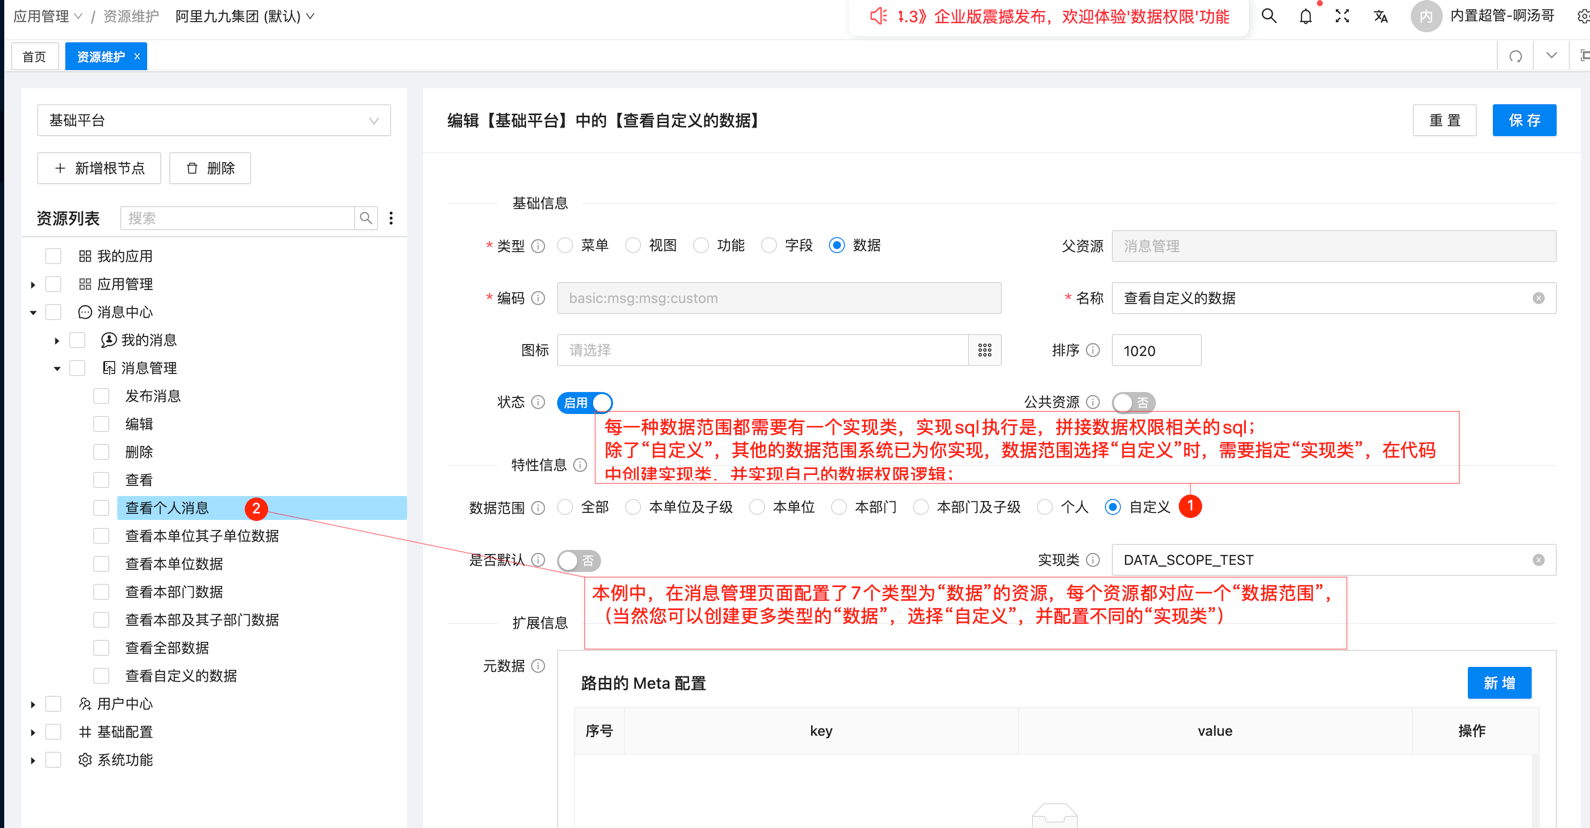 应用管理 / 资源维护 阿里九九集团 (默认)
4.3》企业版震撼发布，欢迎体验'数据权限'功能
内 内置超管-啊汤哥
首页 资源维护 ×
基础平台
+ 新增根节点 删除
资源列表 搜索
我的应用
应用管理
消息中心
我的消息
消息管理
发布消息
编辑
删除
查看
查看个人消息 2
查看本单位其子单位数据
查看本单位数据
查看本部门数据
查看本部及其子部门数据
查看全部数据
查看自定义的数据
用户中心
基础配置
系统功能
编辑【基础平台】中的【查看自定义的数据】 重 置 保 存
基础信息
* 类型 菜单 视图 功能 字段 数据 父资源 消息管理
* 编码 basic:msg:msg:custom * 名称 查看自定义的数据
图标 请选择 排序 1020
状态 启用 公共资源 否
每一种数据范围都需要有一个实现类，实现sql执行是，拼接数据权限相关的sql；
除了“自定义”，其他的数据范围系统已为你实现，数据范围选择“自定义”时，需要指定“实现类”，在代码
中创建实现类，并实现自己的数据权限逻辑；
特性信息
数据范围 全部 本单位及子级 本单位 本部门 本部门及子级 个人 自定义 1
是否默认 否 实现类 DATA_SCOPE_TEST
本例中，在消息管理页面配置了7个类型为“数据”的资源，每个资源都对应一个“数据范围”，
（当然您可以创建更多类型的“数据”，选择“自定义”，并配置不同的“实现类”）
扩展信息
元数据
路由的 Meta 配置 新 增
序号 key value 操作